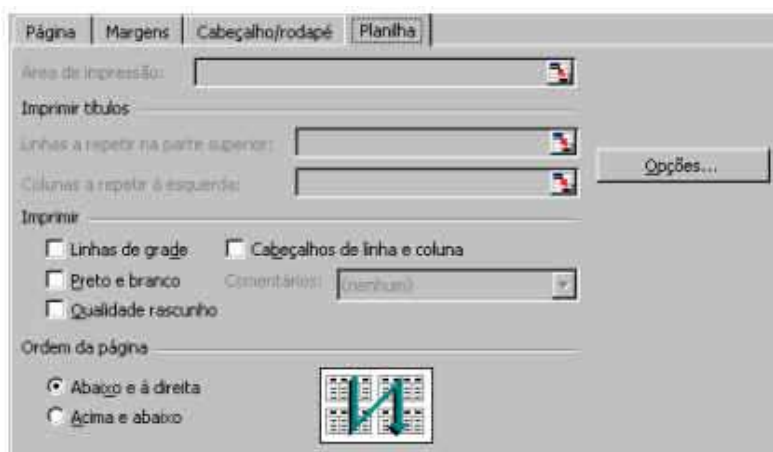 Página Margens Cabeçalho/rodapé Planilha
Área de impressão:
Imprimir títulos
Linhas a repetir na parte superior:
Opções...
Colunas a repetir à esquerda:
Imprimir
Linhas de grade Cabeçalhos de linha e coluna
Preto e branco Comentários: (nenhum)
Qualidade rascunho
Ordem da página
Abaixo e à direita
Acima e abaixo